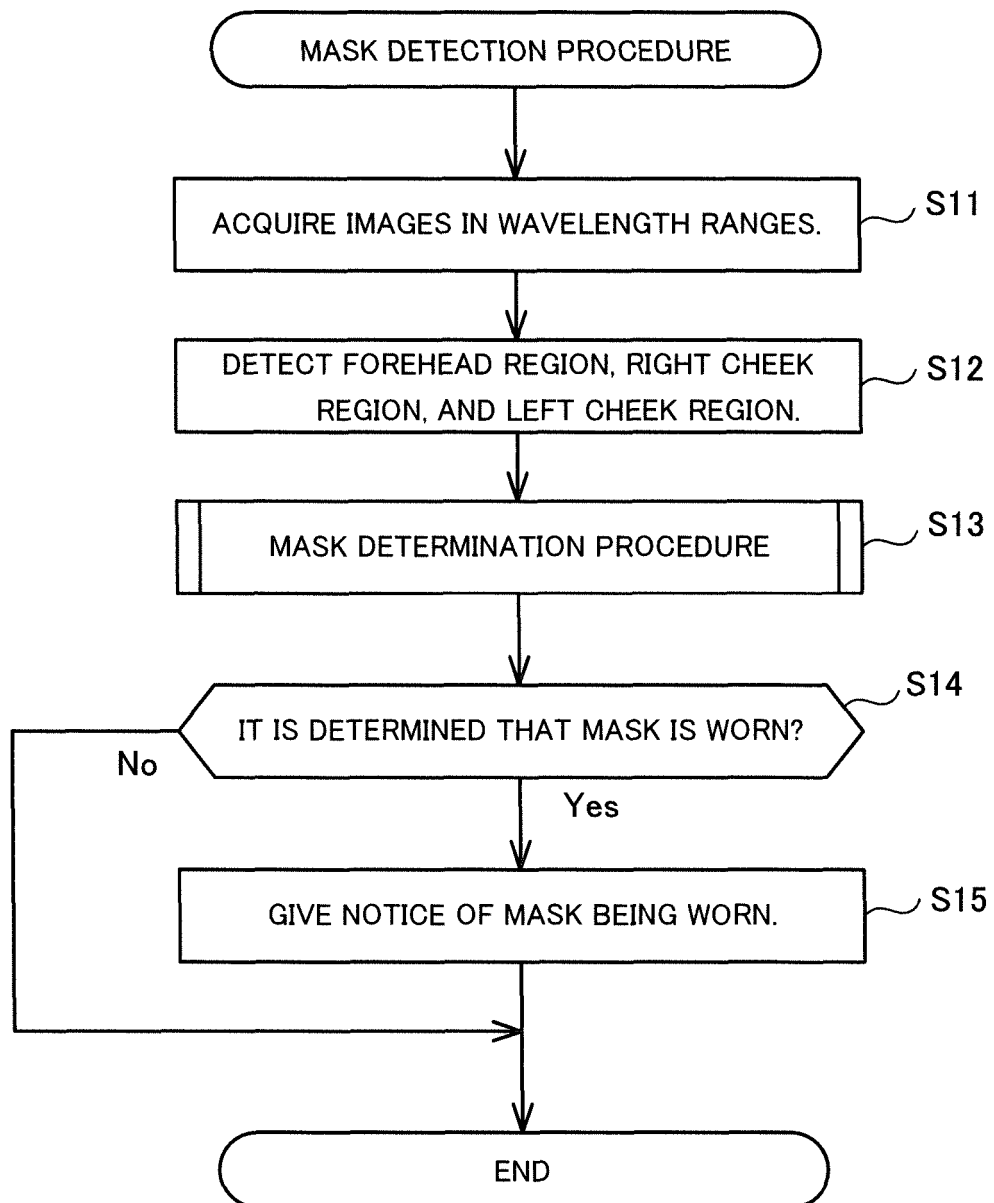 MASK DETECTION PROCEDURE
ACQUIRE IMAGES IN WAVELENGTH RANGES.
S11
DETECT FOREHEAD REGION, RIGHT CHEEK
REGION, AND LEFT CHEEK REGION.
S12
MASK DETERMINATION PROCEDURE
S13
IT IS DETERMINED THAT MASK IS WORN?
S14
No
Yes
GIVE NOTICE OF MASK BEING WORN.
S15
END